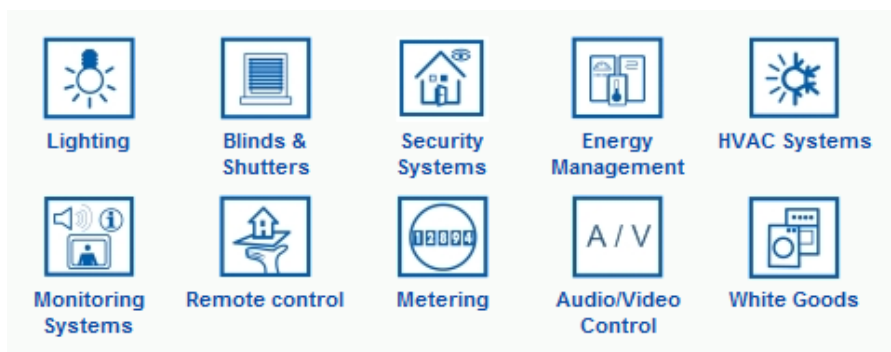 Lighting
Blinds &
Shutters
Security
Systems
Energy
Management
HVAC Systems
Monitoring
Systems
Remote control
12894
Metering
A / V
Audio/Video
Control
White Goods